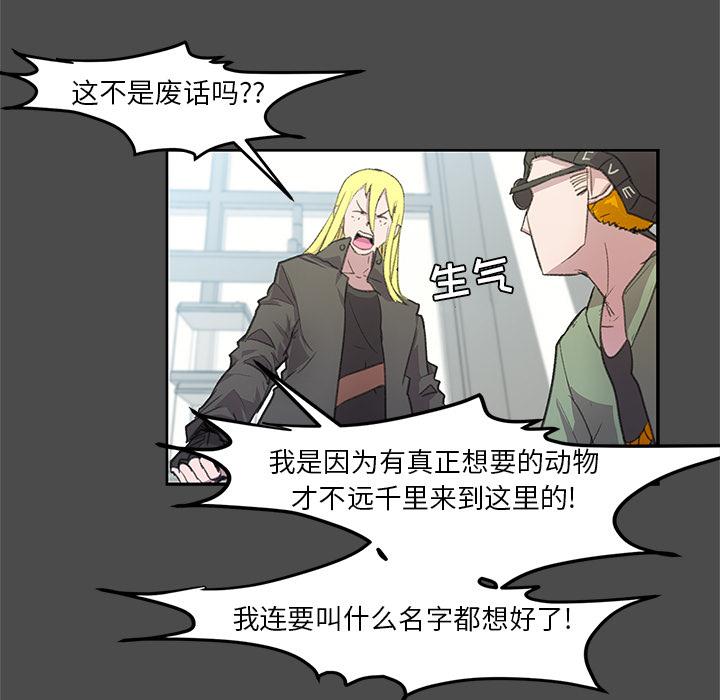 这不是废话吗??
EVE
生气
我是因为有真正想要的动物
才不远千里来到这里的!
我连要叫什么名字都想好了!